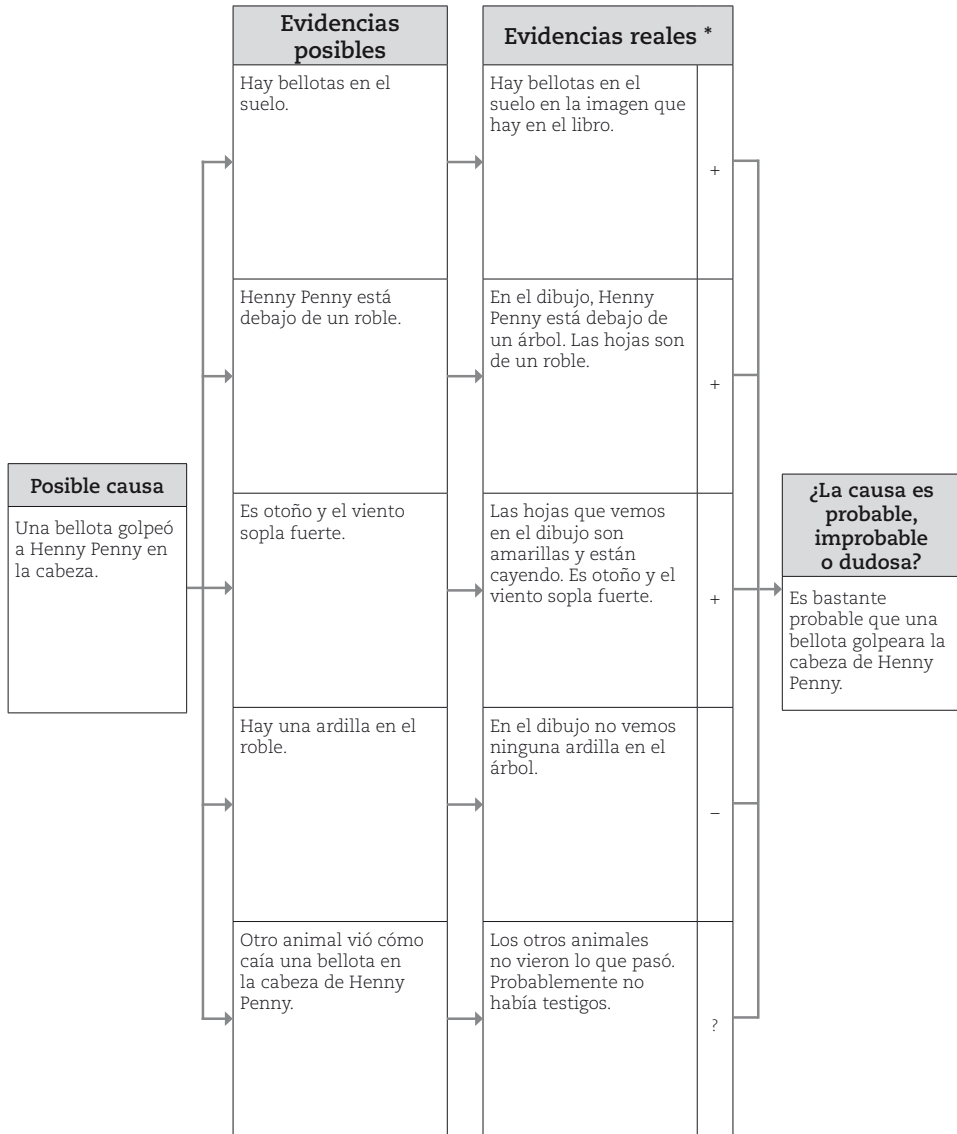 Evidencias
posibles
Evidencias reales *
Hay bellotas en el
suelo.
Hay bellotas en el
suelo en la imagen que
hay en el libro.
+
Henny Penny está
debajo de un roble.
En el dibujo, Henny
Penny está debajo de
un árbol. Las hojas son
de un roble.
+
Posible causa
Una bellota golpeó
a Henny Penny en
la cabeza.
Es otoño y el viento
sopla fuerte.
Las hojas que vemos
en el dibujo son
amarillas y están
cayendo. Es otoño y el
viento sopla fuerte.
+
¿La causa es
probable,
improbable
o dudosa?
Es bastante
probable que una
bellota golpeara la
cabeza de Henny
Penny.
Hay una ardilla en el
roble.
En el dibujo no vemos
ninguna ardilla en el
árbol.
–
Otro animal vió cómo
caía una bellota en
la cabeza de Henny
Penny.
Los otros animales
no vieron lo que pasó.
Probablemente no
había testigos.
?